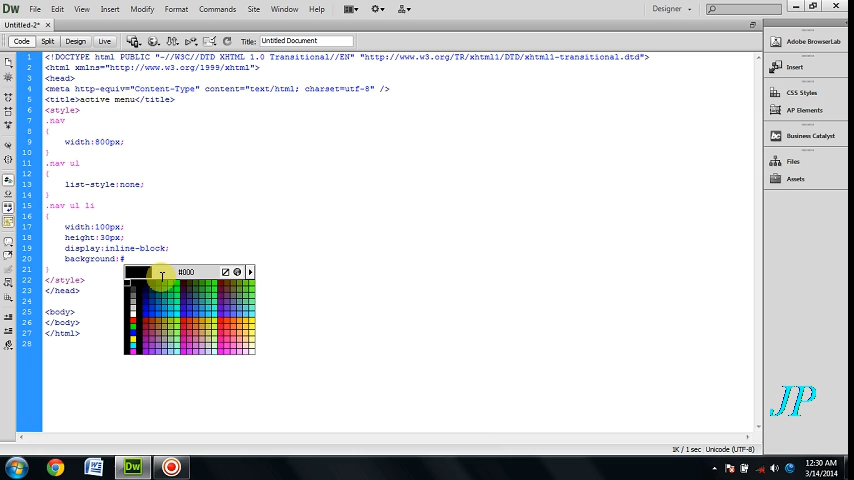 Dw File Edit View Insert Modify Format Commands Site Window Help Designer
Untitled-2* ×
Code Split Design Live Title: Untitled Document
1 <!DOCTYPE html PUBLIC "-//W3C//DTD XHTML 1.0 Transitional//EN" "http://www.w3.org/TR/xhtml1/DTD/xhtml1-transitional.dtd">
2 <html xmlns="http://www.w3.org/1999/xhtml">
3 <head>
4 <meta http-equiv="Content-Type" content="text/html; charset=utf-8" />
5 <title>active menu</title>
6 <style>
7 .nav
8 {
9 width:800px;
10 }
11 .nav ul
12 {
13 list-style:none;
14 }
15 .nav ul li
16 {
17 width:100px;
18 height:30px;
19 display:inline-block;
20 background:#
21 }
22 </style>
23 </head>
24
25 <body>
26 </body>
27 </html>
28
#000
Adobe BrowserLab
Insert
CSS Styles
AP Elements
Business Catalyst
Files
Assets
JP
1K / 1 sec Unicode (UTF-8)
W Dw
12:30 AM
3/14/2014